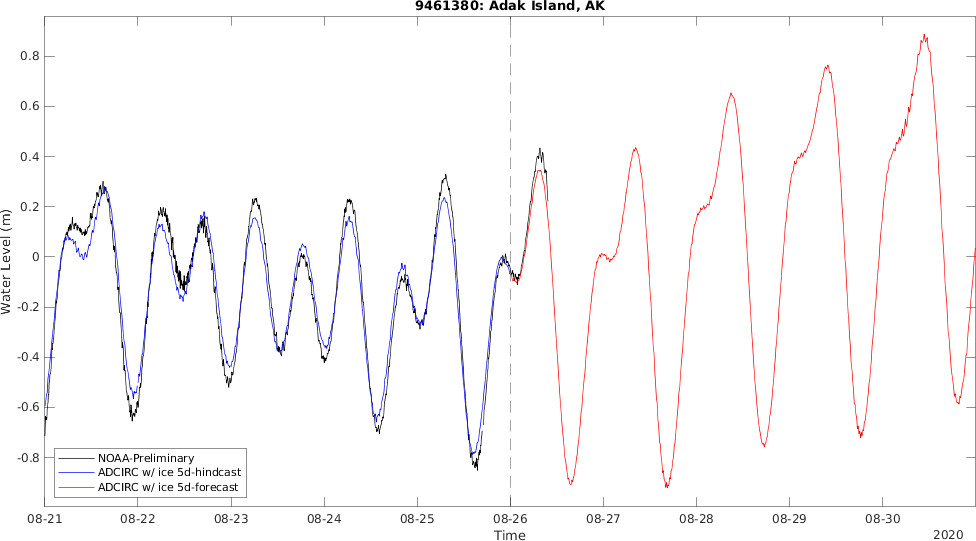 9461380: Adak Island, AK
Water Level (m)
0.8
0.6
0.4
0.2
0
-0.2
-0.4
-0.6
-0.8
NOAA-Preliminary
ADCIRC w/ ice 5d-hindcast
ADCIRC w/ ice 5d-forecast
08-21 08-22 08-23 08-24 08-25 08-26 08-27 08-28 08-29 08-30
Time
2020